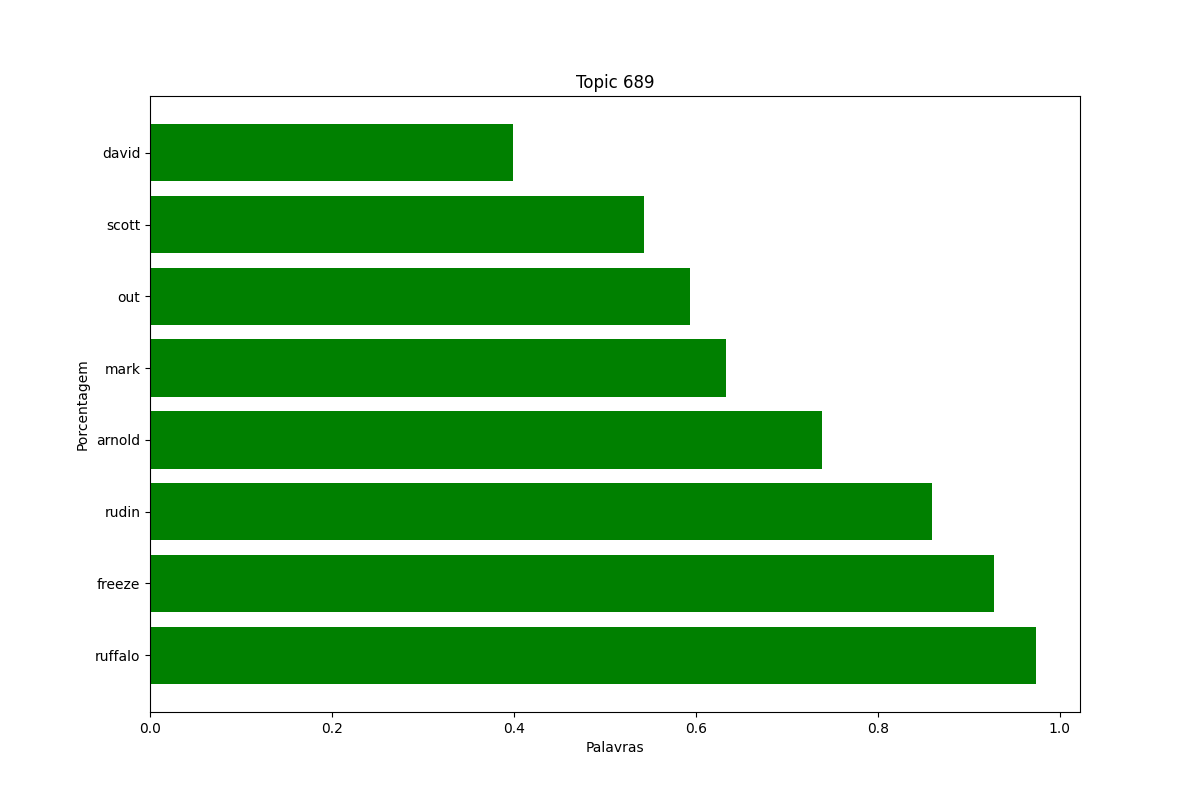 Topic 689
david
scott
out
mark
arnold
rudin
freeze
ruffalo
Porcentagem
0.0 0.2 0.4 0.6 0.8 1.0
Palavras